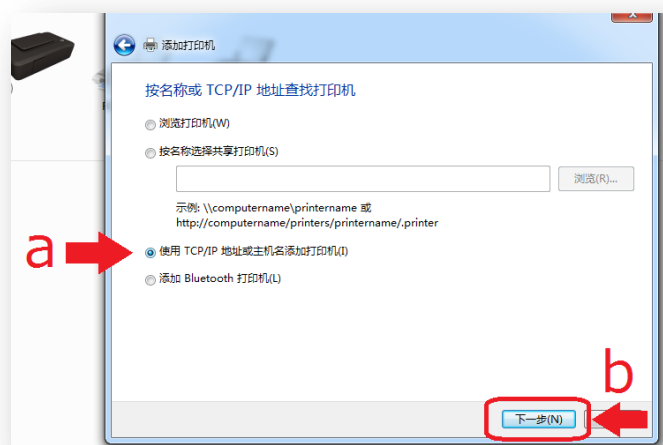 添加打印机
按名称或 TCP/IP 地址查找打印机
浏览打印机(W)
按名称选择共享打印机(S)
浏览(R)...
示例: \\computername\printername 或
http://computername/printers/printername/.printer
a
使用 TCP/IP 地址或主机名添加打印机(I)
添加 Bluetooth 打印机(L)
b
下一步(N)